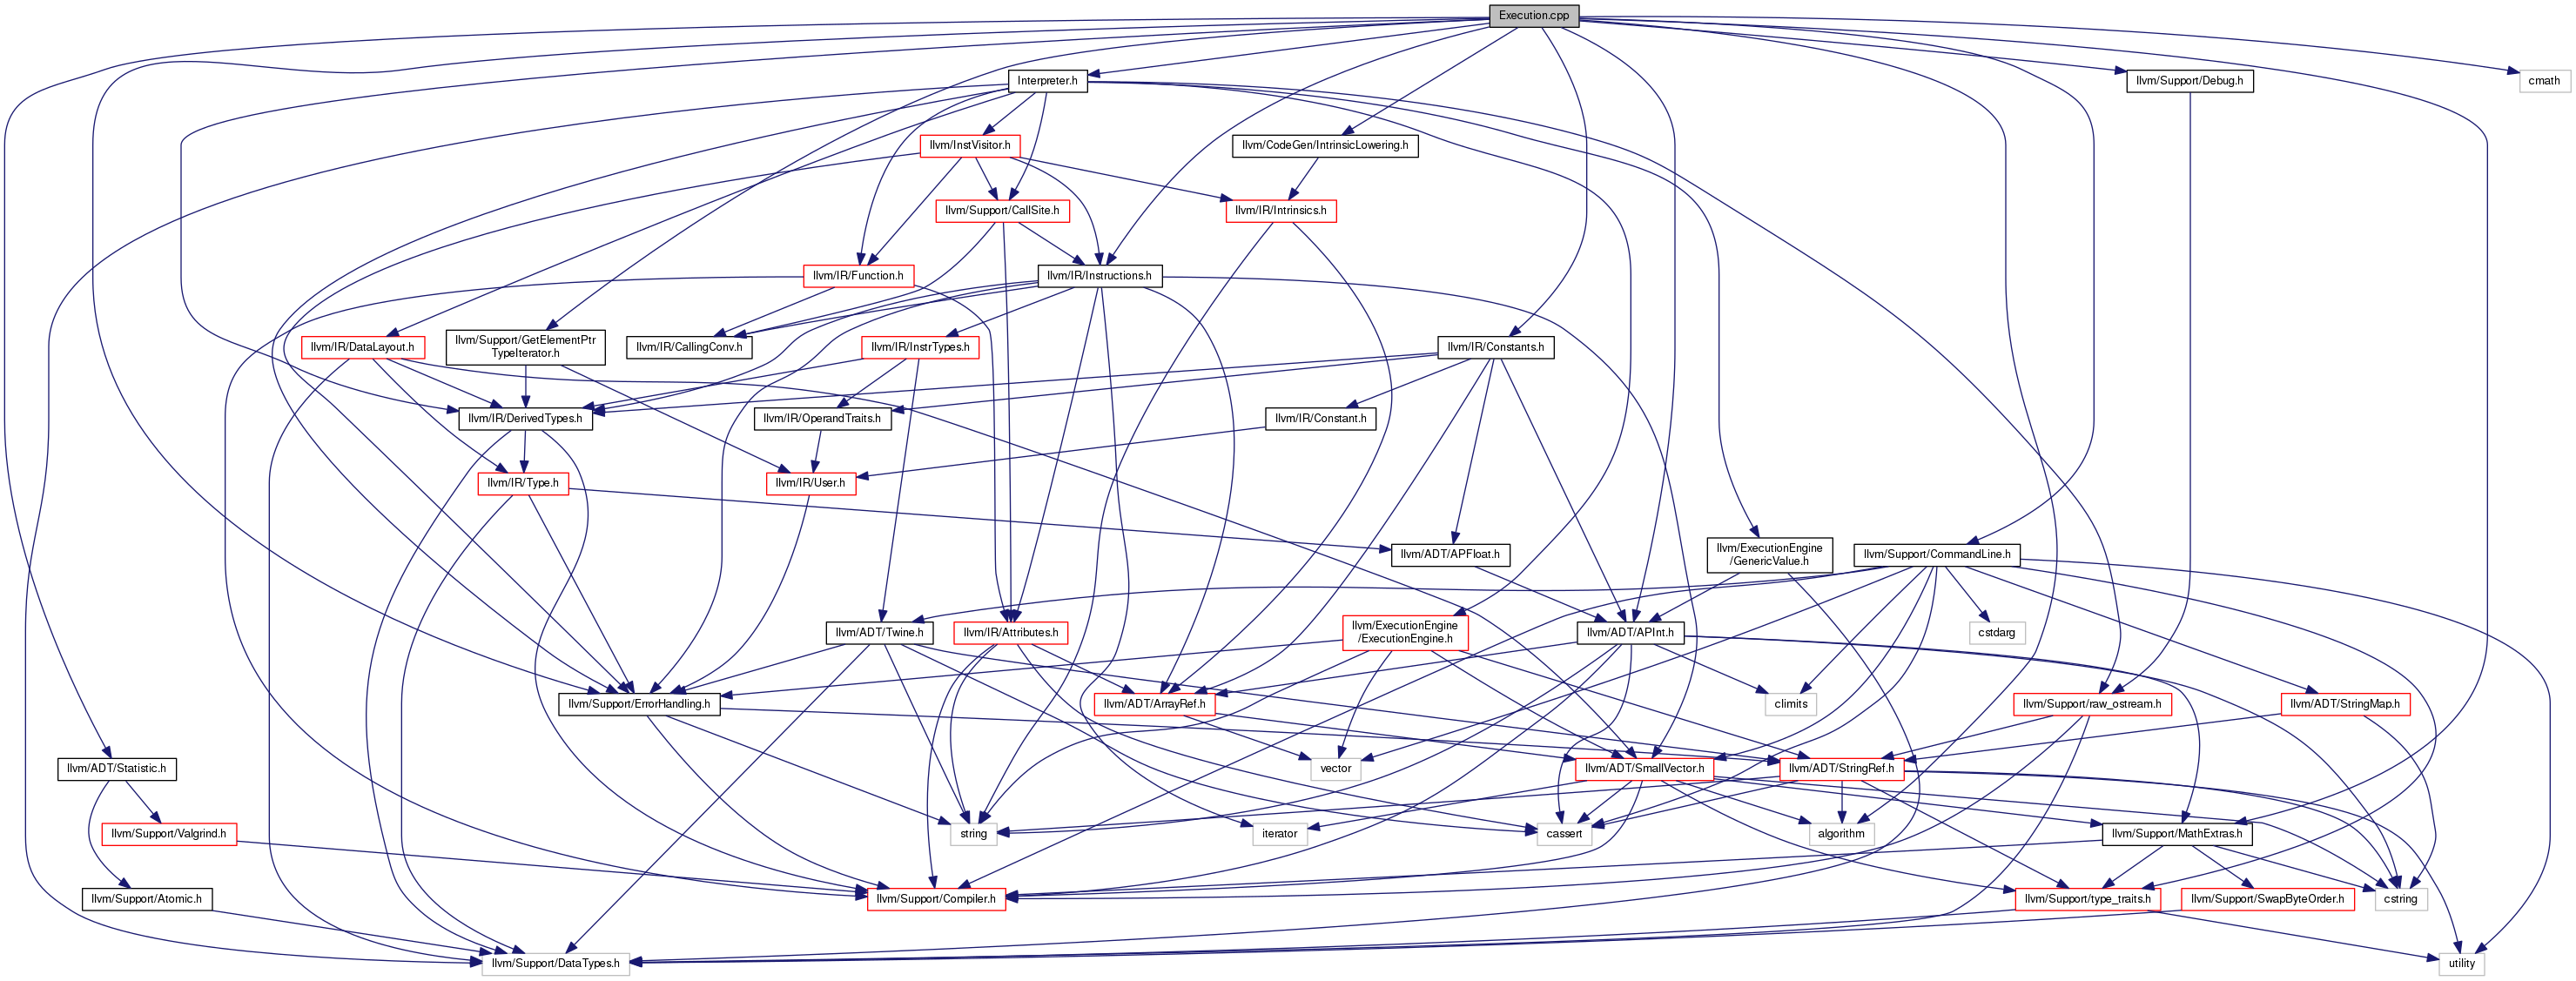 Execution.cpp
Interpreter.h
llvm/Support/Debug.h
cmath
llvm/InstVisitor.h
llvm/CodeGen/IntrinsicLowering.h
llvm/Support/CallSite.h
llvm/IR/Intrinsics.h
llvm/IR/Function.h
llvm/IR/Instructions.h
llvm/IR/DataLayout.h
llvm/Support/GetElementPtr
TypeIterator.h
llvm/IR/CallingConv.h
llvm/IR/InstrTypes.h
llvm/IR/Constants.h
llvm/IR/DerivedTypes.h
llvm/IR/OperandTraits.h
llvm/IR/Constant.h
llvm/IR/Type.h
llvm/IR/User.h
llvm/ADT/APFloat.h
llvm/ExecutionEngine
/GenericValue.h
llvm/Support/CommandLine.h
llvm/ADT/Twine.h
llvm/IR/Attributes.h
llvm/ExecutionEngine
/ExecutionEngine.h
llvm/ADT/APInt.h
cstdarg
llvm/Support/ErrorHandling.h
llvm/ADT/ArrayRef.h
climits
llvm/Support/raw_ostream.h
llvm/ADT/StringMap.h
llvm/ADT/Statistic.h
vector
llvm/ADT/SmallVector.h
llvm/ADT/StringRef.h
llvm/Support/Valgrind.h
string
iterator
cassert
algorithm
llvm/Support/MathExtras.h
llvm/Support/Atomic.h
llvm/Support/Compiler.h
llvm/Support/type_traits.h
llvm/Support/SwapByteOrder.h
cstring
llvm/Support/DataTypes.h
utility